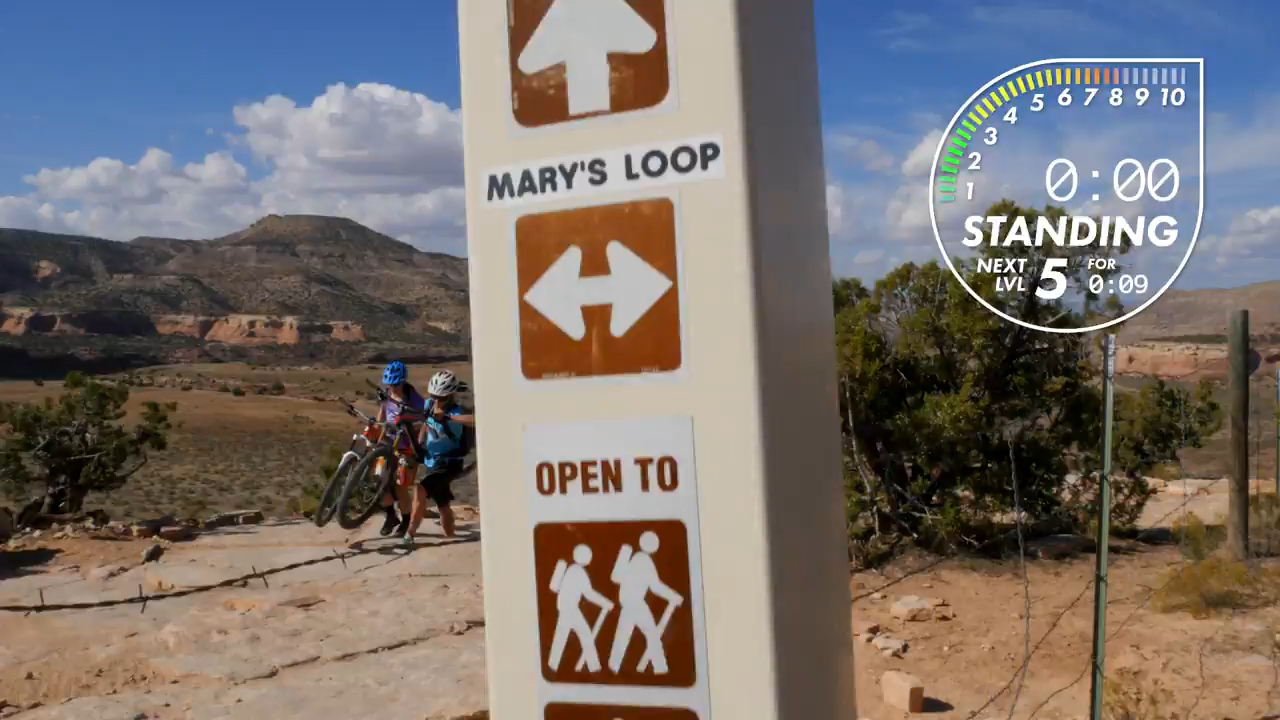 MARY'S LOOP
OPEN TO
1 2 3 4 5 6 7 8 9 10
0:00
STANDING
NEXT LVL 5 FOR 0:09